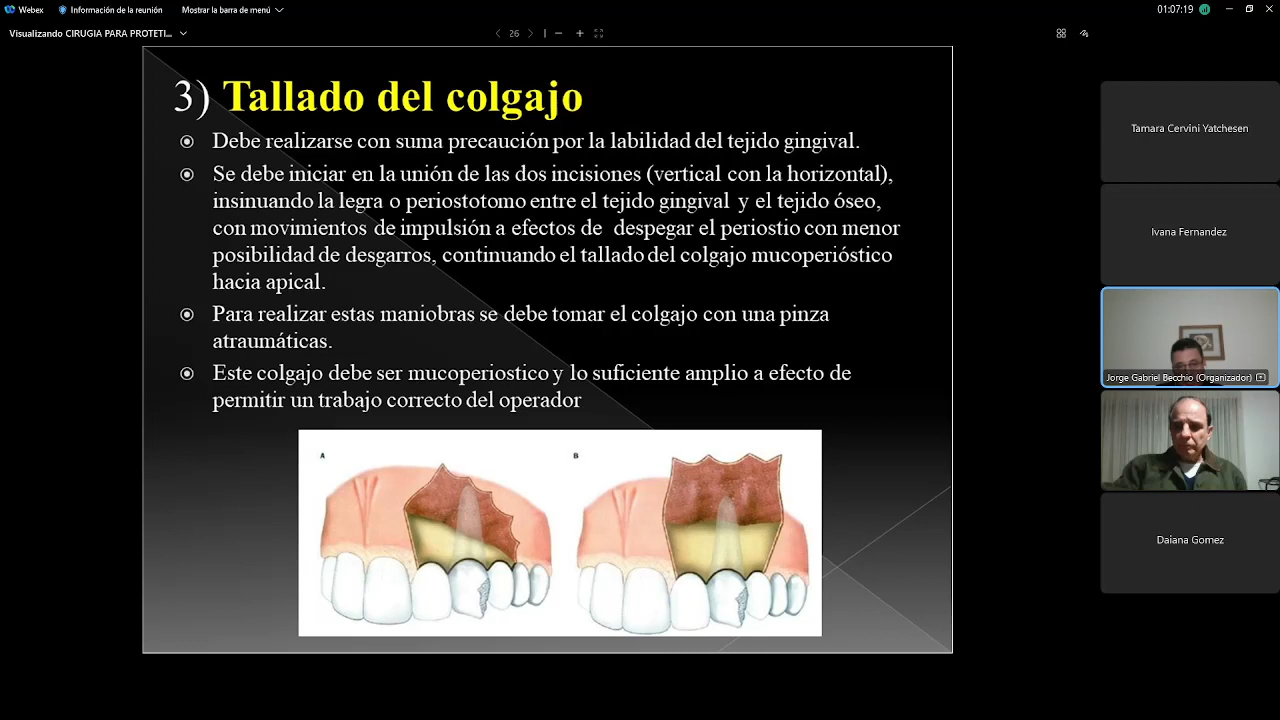 Webex
Información de la reunión
Mostrar la barra de menú
01:07:19
Visualizando CIRUGIA PARA PROTETI...
26
3) Tallado del colgajo
Debe realizarse con suma precaución por la labilidad del tejido gingival.
Se debe iniciar en la unión de las dos incisiones (vertical con la horizontal),
insinuando la legra o periostotomo entre el tejido gingival y el tejido óseo,
con movimientos de impulsión a efectos de despegar el periostio con menor
posibilidad de desgarros, continuando el tallado del colgajo mucoperióstico
hacia apical.
Para realizar estas maniobras se debe tomar el colgajo con una pinza
atraumáticas.
Este colgajo debe ser mucoperiostico y lo suficiente amplio a efecto de
permitir un trabajo correcto del operador
A
B
Tamara Cervini Yatchesen
Ivana Fernandez
Jorge Gabriel Becchio (Organizador)
Daiana Gomez